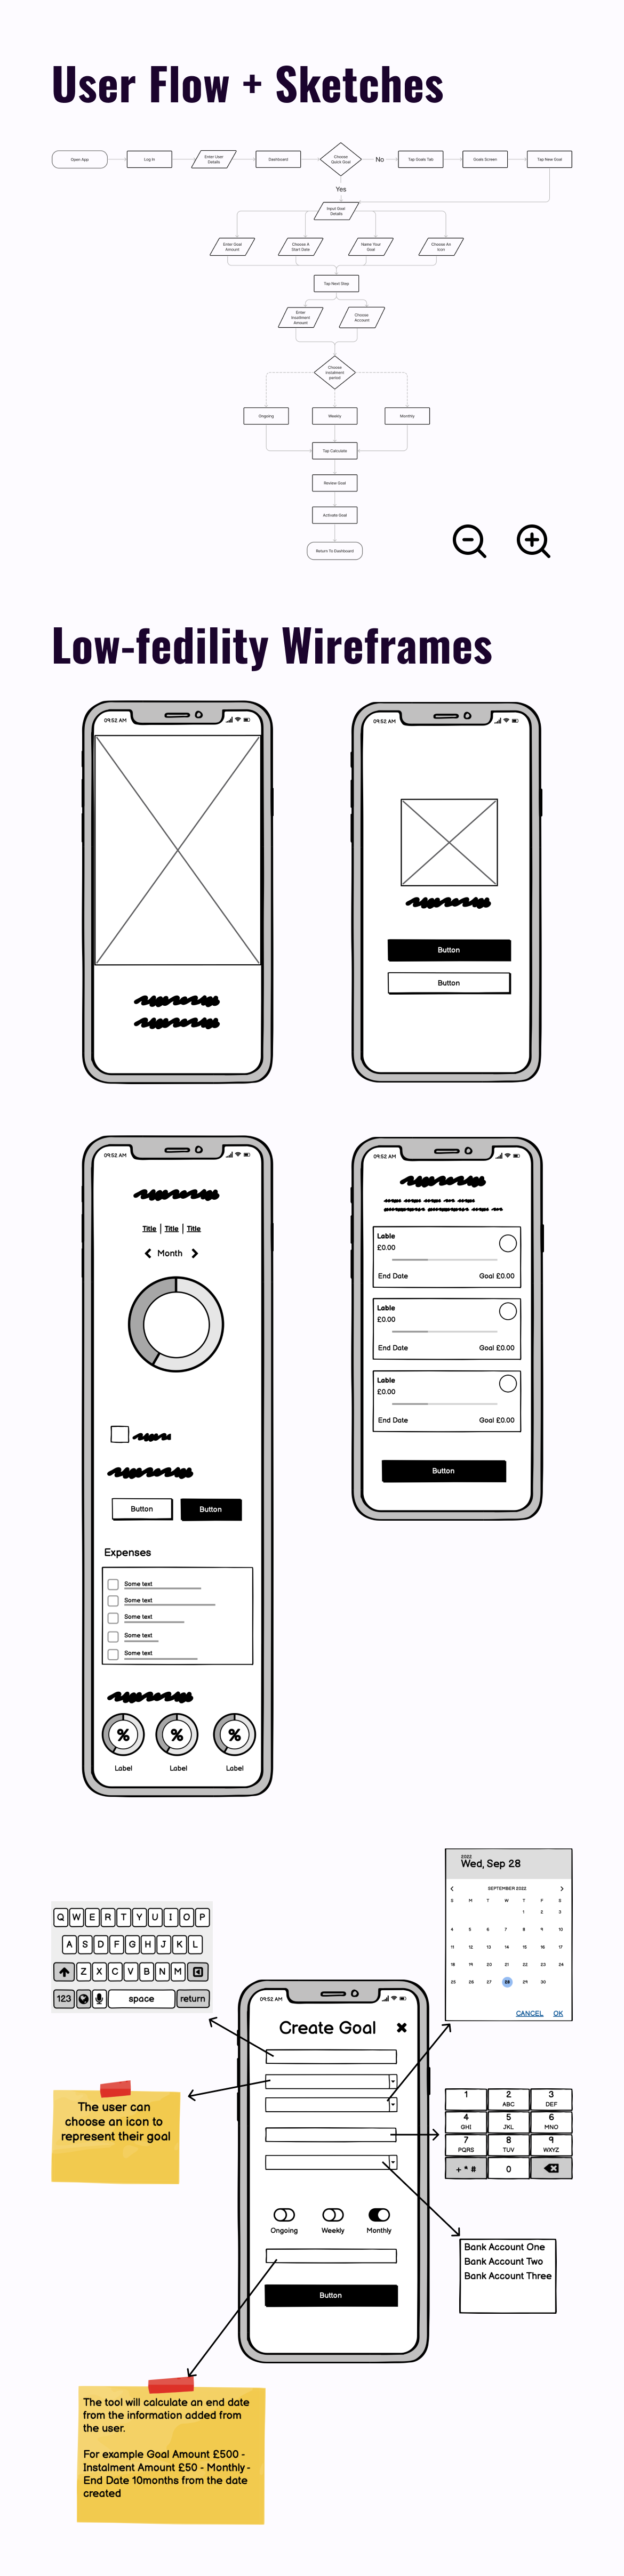 User Flow + Sketches
Open App
Log In
Enter User
Details
Dashboard
Choose
Quick Goal
No
Tap Goals Tab
Goals Screen
Tap New Goal
Yes
Input Goal
Details
Enter Goal
Amount
Choose A
Start Date
Name Your
Goal
Choose An
Icon
Tap Next Step
Enter
Insatlment
Amount
Choose
Account
Choose
instalment
period
Ongoing
Weekly
Monthly
Tap Calculate
Review Goal
Activate Goal
Return To Dashboard
Low-fedility Wireframes
09:52 AM
09:52 AM
Button
Button
09:52 AM
Title | Title | Title
Month
Button
Button
Expenses
Some text
Some text
Some text
Some text
Some text
%
%
%
Label
Label
Label
09:52 AM
Lable
£0.00
End Date
Goal £0.00
Lable
£0.00
End Date
Goal £0.00
Lable
£0.00
End Date
Goal £0.00
Button
2022
Wed, Sep 28
SEPTEMBER 2022
S M T W T F S
1 2 3
4 5 6 7 8 9 10
11 12 13 14 15 16 17
18 19 20 21 22 23 24
25 26 27 28 29 30
CANCEL OK
Q W E R T Y U I O P
A S D F G H J K L
Z X C V B N M
123 space return
09:52 AM
Create Goal
The user can
choose an icon to
represent their goal
1 2 3
ABC DEF
4 5 6
GHI JKL MNO
7 8 9
PQRS TUV WXYZ
+ * # 0
Ongoing
Weekly
Monthly
Button
Bank Account One
Bank Account Two
Bank Account Three
The tool will calculate an end date
from the information added from
the user.
For example Goal Amount £500 -
Instalment Amount £50 - Monthly -
End Date 10months from the date
created